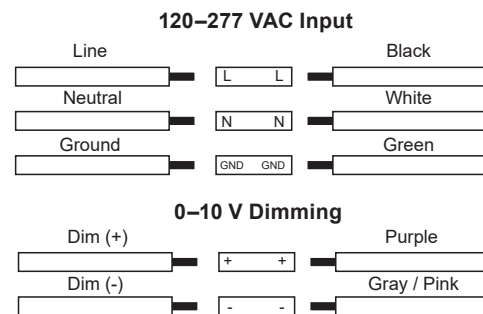 120–277 VAC Input
Line Black
L L
Neutral White
N N
Ground Green
GND GND
0–10 V Dimming
Dim (+) Purple
+ +
Dim (-) Gray / Pink
- -